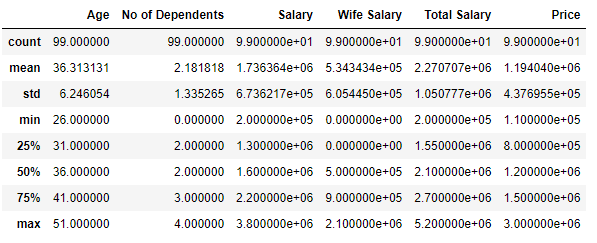 Age No of Dependents Salary Wife Salary Total Salary Price
count 99.000000 99.000000 9.900000e+01 9.900000e+01 9.900000e+01 9.900000e+01
mean 36.313131 2.181818 1.736364e+06 5.343434e+05 2.270707e+06 1.194040e+06
std 6.246054 1.335265 6.736217e+05 6.054450e+05 1.050777e+06 4.376955e+05
min 26.000000 0.000000 2.000000e+05 0.000000e+00 2.000000e+05 1.100000e+05
25% 31.000000 2.000000 1.300000e+06 0.000000e+00 1.550000e+06 8.000000e+05
50% 36.000000 2.000000 1.600000e+06 5.000000e+05 2.100000e+06 1.200000e+06
75% 41.000000 3.000000 2.200000e+06 9.000000e+05 2.700000e+06 1.500000e+06
max 51.000000 4.000000 3.800000e+06 2.100000e+06 5.200000e+06 3.000000e+06